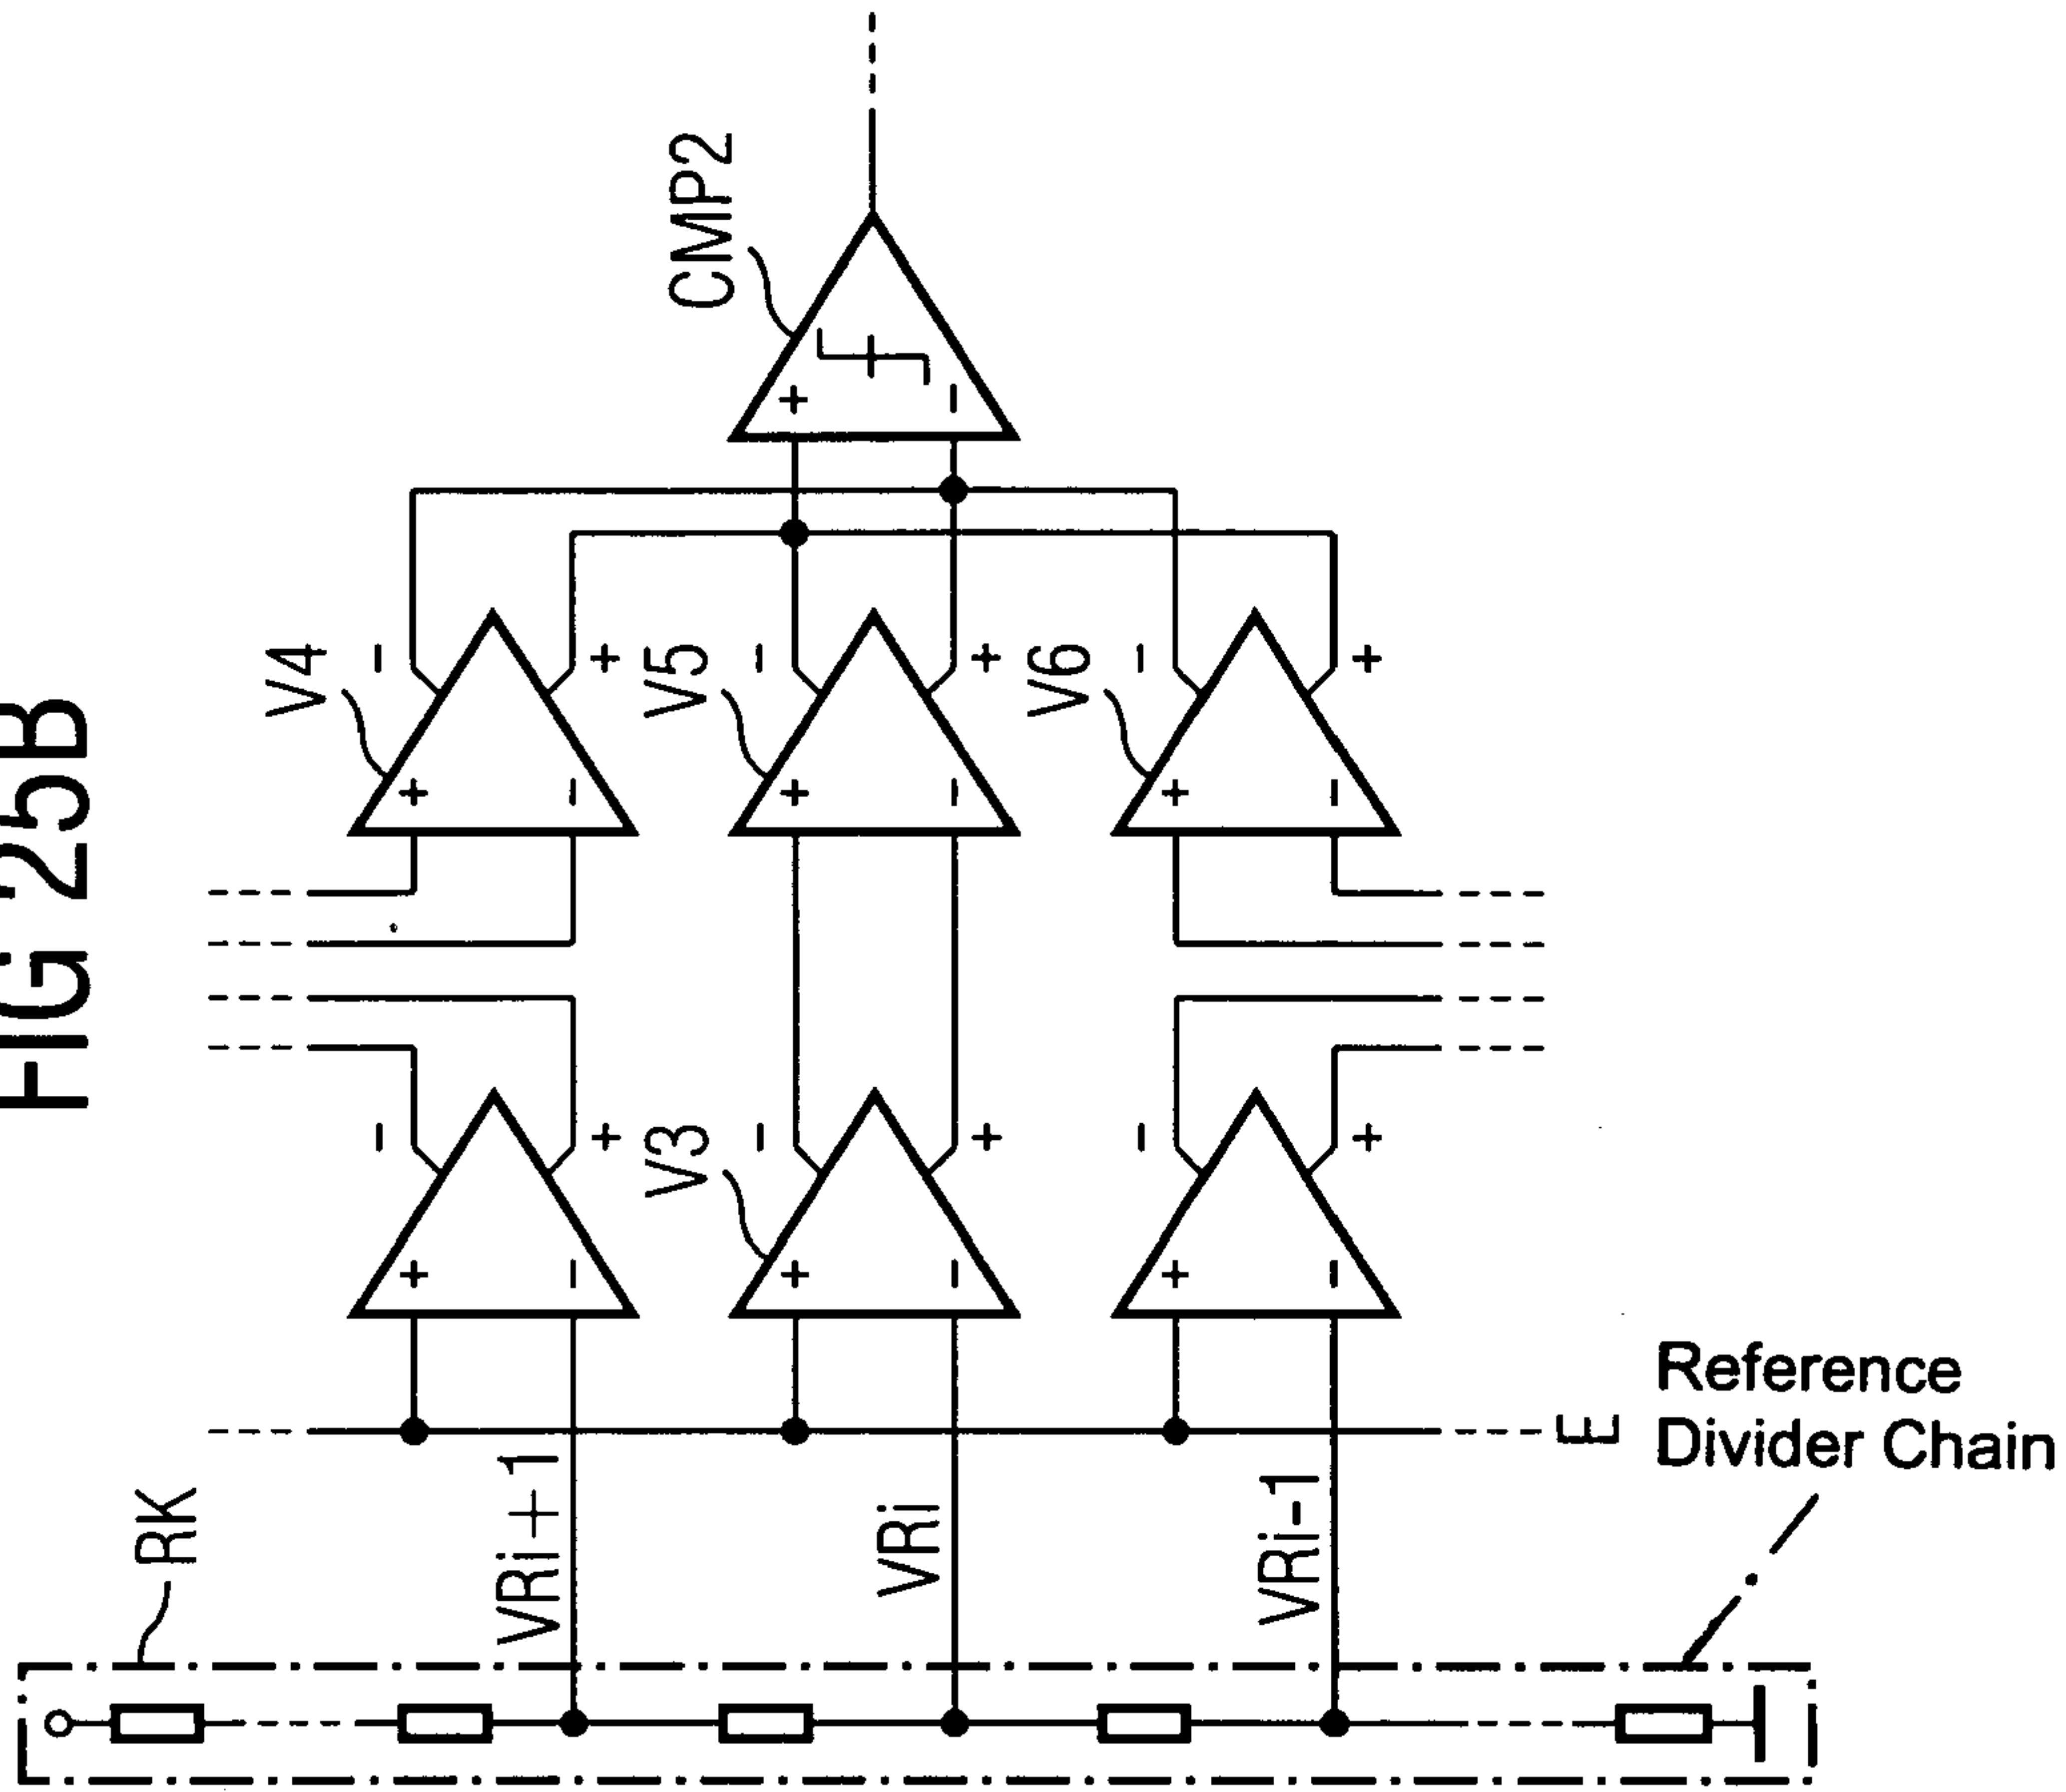 FIG 25B
RK
VRi+1
VRi
VRi-1
E
Reference
Divider Chain
+
−
−
+
V3
+
−
−
+
+
−
−
+
V4
+
−
−
+
V5
+
−
−
+
V6
+
−
−
+
CMP2
+
−